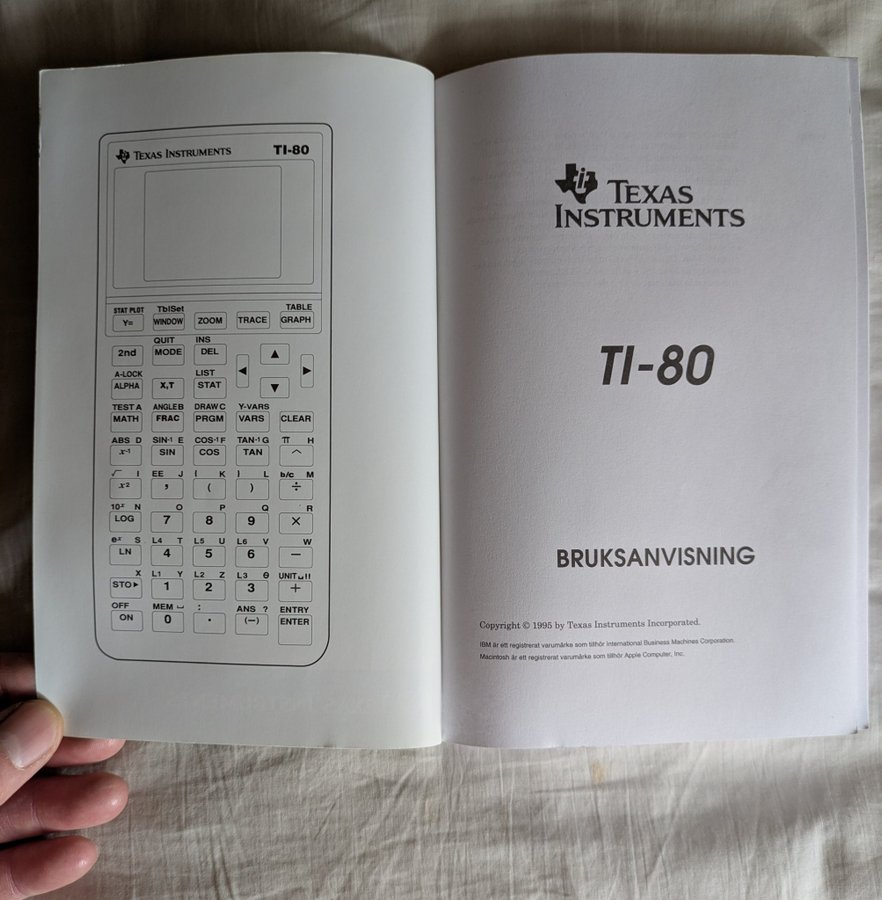 TEXAS INSTRUMENTS TI-80
STAT PLOT TblSet TABLE
Y= WINDOW ZOOM TRACE GRAPH
QUIT INS
2nd MODE DEL ▲
◀ ▶
A-LOCK LIST
ALPHA X,T STAT ▼
TEST A ANGLE B DRAW C Y-VARS
MATH FRAC PRGM VARS CLEAR
ABS D SIN⁻¹ E COS⁻¹ F TAN⁻¹ G π H
x⁻¹ SIN COS TAN ^
√ I EE J { K } L b/c M
x² , ( ) ÷
10ˣ N O P Q R
LOG 7 8 9 ×
eˣ S L4 T L5 U L6 V W
LN 4 5 6 −
X L1 Y L2 Z L3 θ UNIT␣"
STO▶ 1 2 3 +
OFF MEM ␣ : ANS ? ENTRY
ON 0 . (−) ENTER
TEXAS
INSTRUMENTS
TI-80
BRUKSANVISNING
Copyright © 1995 by Texas Instruments Incorporated.
IBM är ett registrerat varumärke som tillhör International Business Machines Corporation.
Macintosh är ett registrerat varumärke som tillhör Apple Computer, Inc.